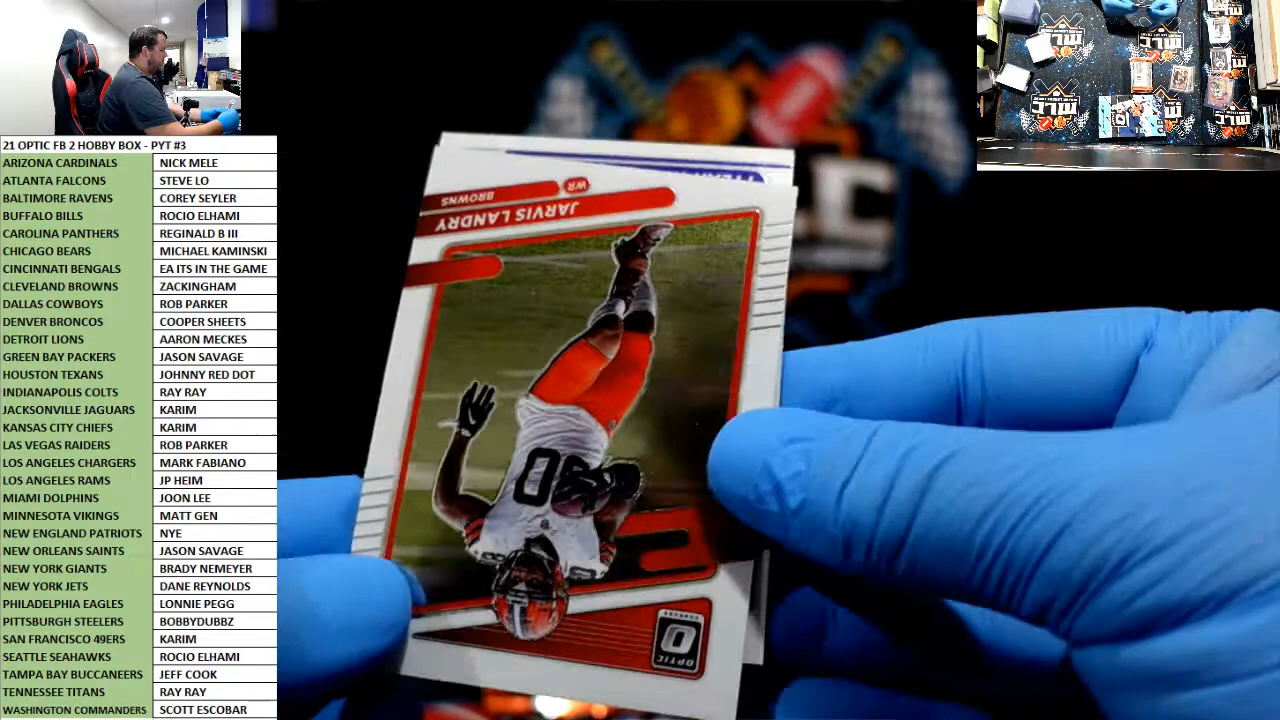 21 OPTIC FB 2 HOBBY BOX - PYT #3
ARIZONA CARDINALS NICK MELE
ATLANTA FALCONS STEVE LO
BALTIMORE RAVENS COREY SEYLER
BUFFALO BILLS ROCIO ELHAMI
CAROLINA PANTHERS REGINALD B III
CHICAGO BEARS MICHAEL KAMINSKI
CINCINNATI BENGALS EA ITS IN THE GAME
CLEVELAND BROWNS ZACKINGHAM
DALLAS COWBOYS ROB PARKER
DENVER BRONCOS COOPER SHEETS
DETROIT LIONS AARON MECKES
GREEN BAY PACKERS JASON SAVAGE
HOUSTON TEXANS JOHNNY RED DOT
INDIANAPOLIS COLTS RAY RAY
JACKSONVILLE JAGUARS KARIM
KANSAS CITY CHIEFS KARIM
LAS VEGAS RAIDERS ROB PARKER
LOS ANGELES CHARGERS MARK FABIANO
LOS ANGELES RAMS JP HEIM
MIAMI DOLPHINS JOON LEE
MINNESOTA VIKINGS MATT GEN
NEW ENGLAND PATRIOTS NYE
NEW ORLEANS SAINTS JASON SAVAGE
NEW YORK GIANTS BRADY NEMEYER
NEW YORK JETS DANE REYNOLDS
PHILADELPHIA EAGLES LONNIE PEGG
PITTSBURGH STEELERS BOBBYDUBBZ
SAN FRANCISCO 49ERS KARIM
SEATTLE SEAHAWKS ROCIO ELHAMI
TAMPA BAY BUCCANEERS JEFF COOK
TENNESSEE TITANS RAY RAY
WASHINGTON COMMANDERS SCOTT ESCOBAR
WR
BROWNS
JARVIS LANDRY
80
DONRUSS
OPTIC